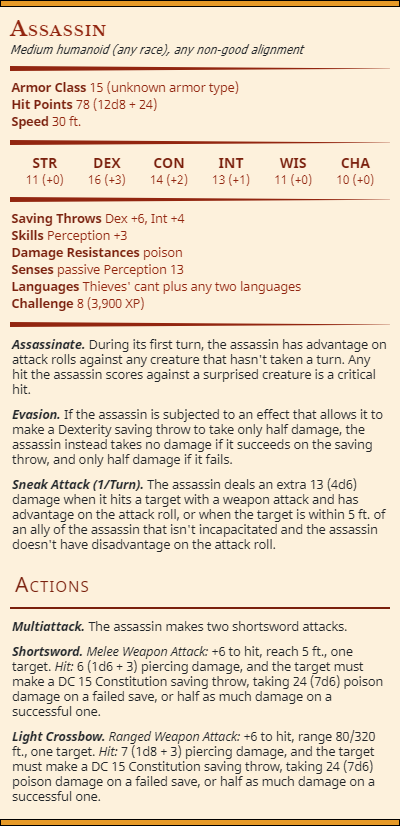 Assassin
Medium humanoid (any race), any non-good alignment
Armor Class 15 (unknown armor type)
Hit Points 78 (12d8 + 24)
Speed 30 ft.
STR DEX CON INT WIS CHA
11 (+0) 16 (+3) 14 (+2) 13 (+1) 11 (+0) 10 (+0)
Saving Throws Dex +6, Int +4
Skills Perception +3
Damage Resistances poison
Senses passive Perception 13
Languages Thieves' cant plus any two languages
Challenge 8 (3,900 XP)
Assassinate. During its first turn, the assassin has advantage on
attack rolls against any creature that hasn't taken a turn. Any
hit the assassin scores against a surprised creature is a critical
hit.
Evasion. If the assassin is subjected to an effect that allows it to
make a Dexterity saving throw to take only half damage, the
assassin instead takes no damage if it succeeds on the saving
throw, and only half damage if it fails.
Sneak Attack (1/Turn). The assassin deals an extra 13 (4d6)
damage when it hits a target with a weapon attack and has
advantage on the attack roll, or when the target is within 5 ft. of
an ally of the assassin that isn't incapacitated and the assassin
doesn't have disadvantage on the attack roll.
Actions
Multiattack. The assassin makes two shortsword attacks.
Shortsword. Melee Weapon Attack: +6 to hit, reach 5 ft., one
target. Hit: 6 (1d6 + 3) piercing damage, and the target must
make a DC 15 Constitution saving throw, taking 24 (7d6) poison
damage on a failed save, or half as much damage on a
successful one.
Light Crossbow. Ranged Weapon Attack: +6 to hit, range 80/320
ft., one target. Hit: 7 (1d8 + 3) piercing damage, and the target
must make a DC 15 Constitution saving throw, taking 24 (7d6)
poison damage on a failed save, or half as much damage on a
successful one.